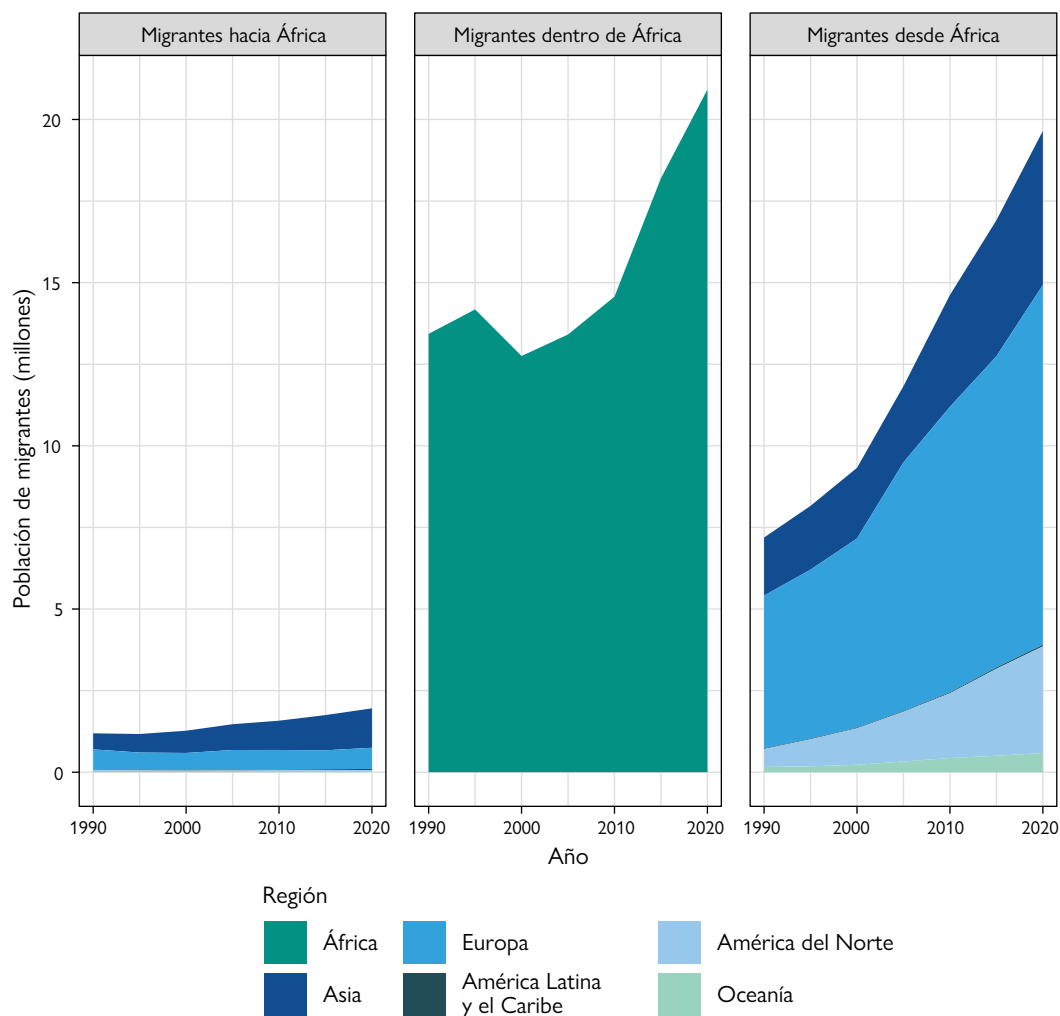 Migrantes hacia África
Migrantes dentro de África
Migrantes desde África
Población de migrantes (millones)
20
15
10
5
0
1990 2000 2010 2020
1990 2000 2010 2020
1990 2000 2010 2020
Año
Región
África
Europa
América del Norte
Asia
América Latina
y el Caribe
Oceanía